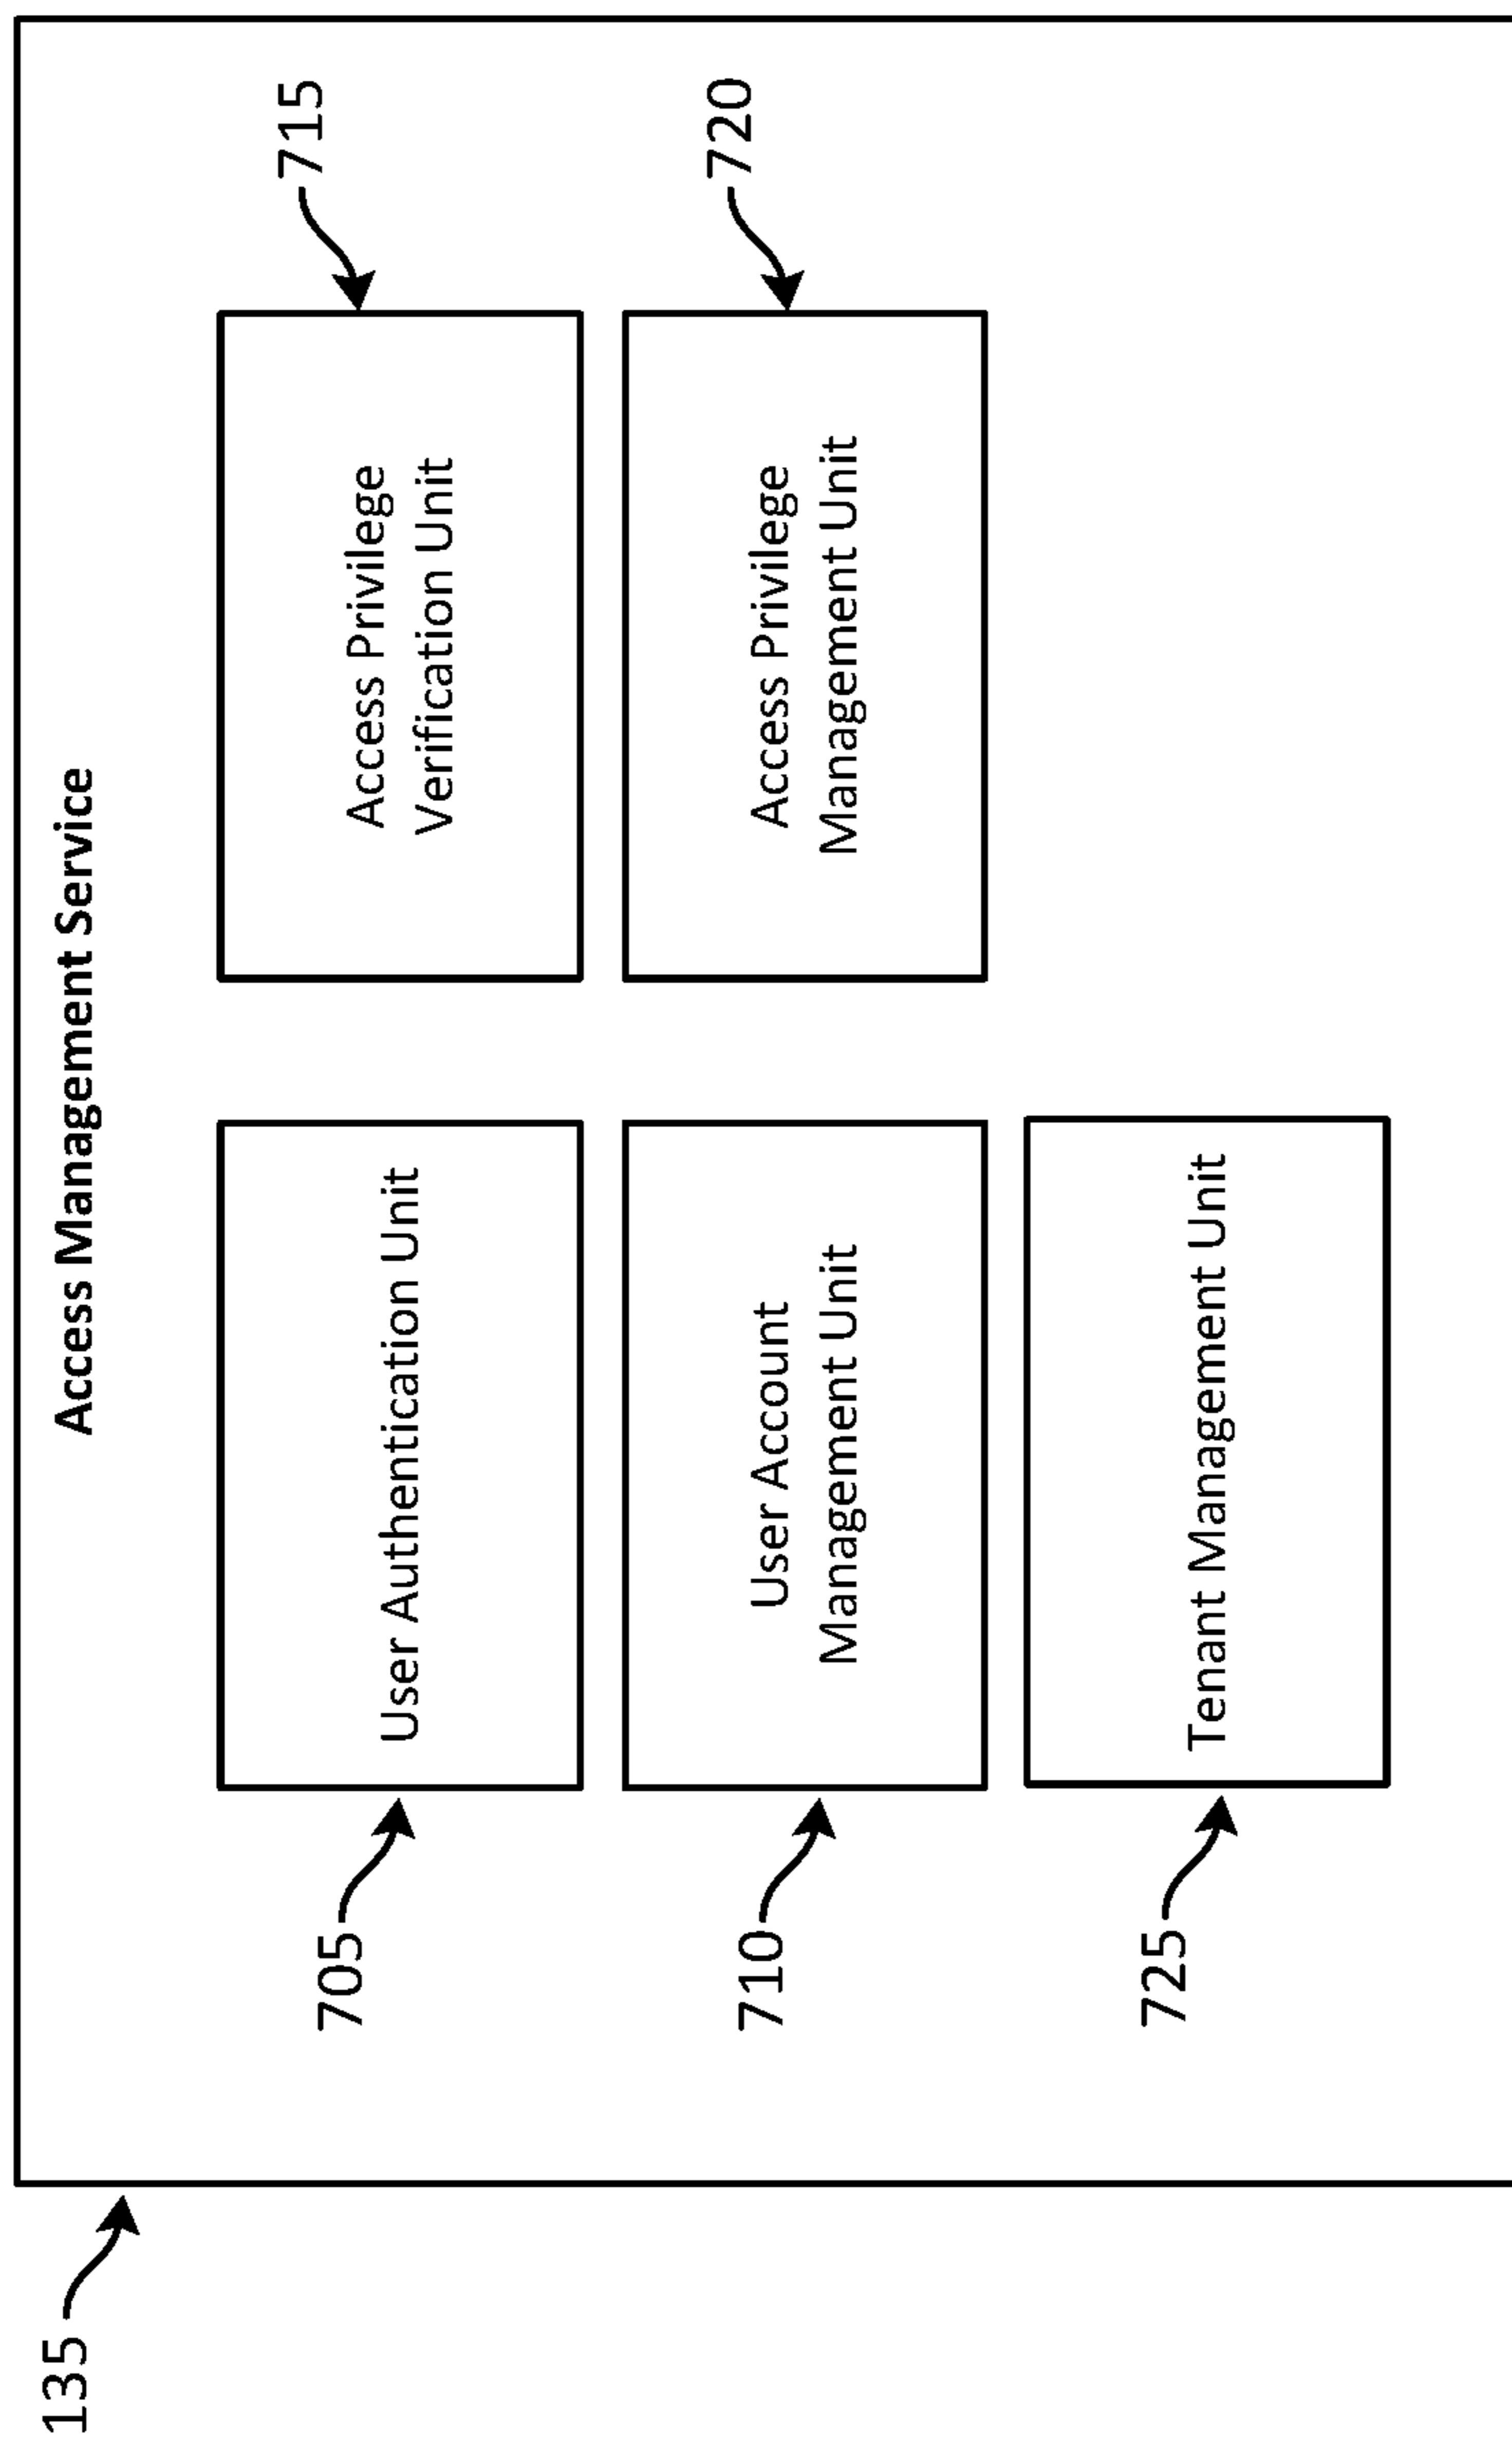 135
Access Management Service
705
User Authentication Unit
Access Privilege
Verification Unit
715
710
User Account
Management Unit
Access Privilege
Management Unit
720
725
Tenant Management Unit